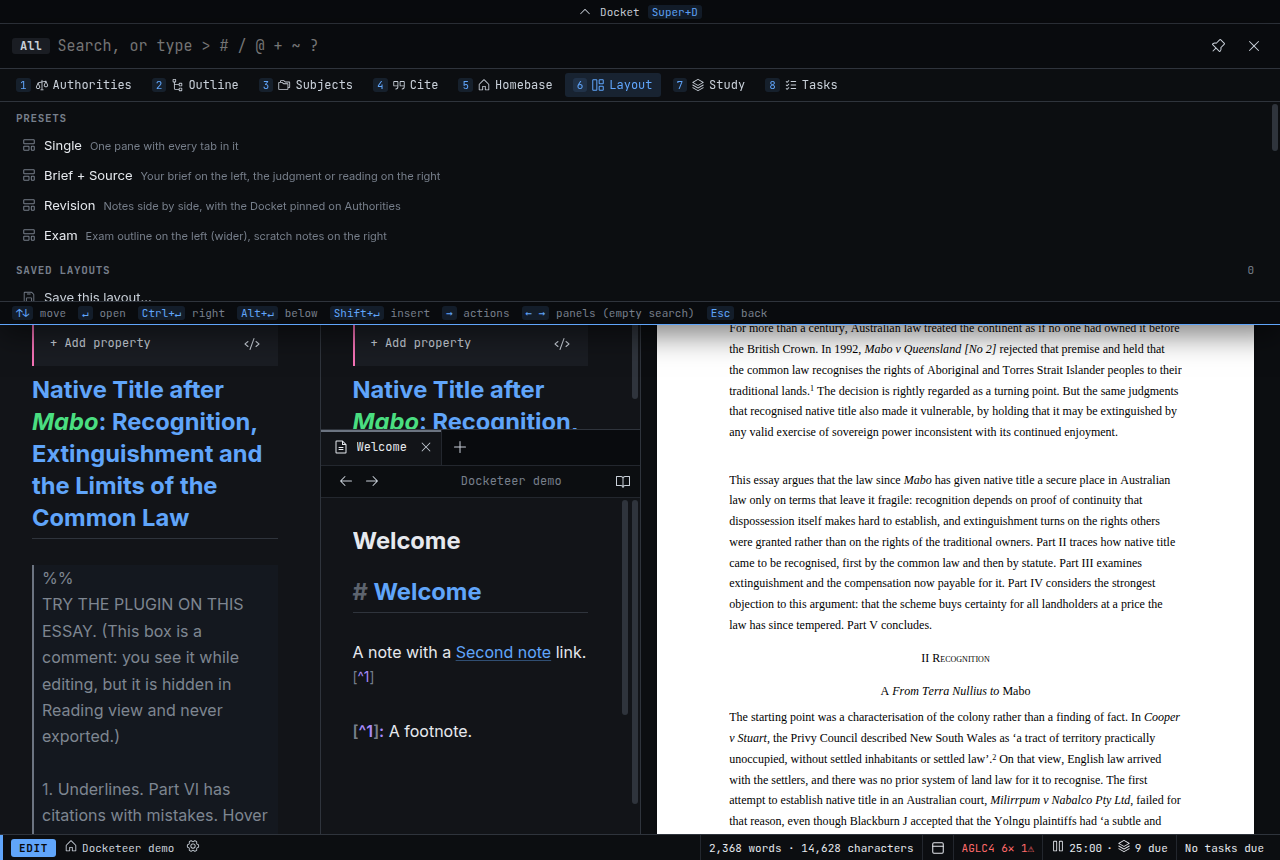 Docket Super+D
All Search, or type > # / @ + ~ ?
1 Authorities 2 Outline 3 Subjects 4 Cite 5 Homebase 6 Layout 7 Study 8 Tasks
PRESETS
Single One pane with every tab in it
Brief + Source Your brief on the left, the judgment or reading on the right
Revision Notes side by side, with the Docket pinned on Authorities
Exam Exam outline on the left (wider), scratch notes on the right
SAVED LAYOUTS 0
Save this layout...
↑↓ move ↵ open Ctrl+↵ right Alt+↵ below Shift+↵ insert → actions ← → panels (empty search) Esc back
+ Add property </>
Native Title after
Mabo: Recognition,
Extinguishment and
the Limits of the
Common Law
%%
TRY THE PLUGIN ON THIS
ESSAY. (This box is a
comment: you see it while
editing, but it is hidden in
Reading view and never
exported.)
1. Underlines. Part VI has
citations with mistakes. Hover
+ Add property </>
Native Title after
Mabo: Recognition,
Welcome
Docketeer demo
Welcome
# Welcome
A note with a Second note link.
[^1]
[^1]: A footnote.
For more than a century, Australian law treated the continent as if no one had owned it before
the British Crown. In 1992, Mabo v Queensland [No 2] rejected that premise and held that
the common law recognises the rights of Aboriginal and Torres Strait Islander peoples to their
traditional lands.1 The decision is rightly regarded as a turning point. But the same judgments
that recognised native title also made it vulnerable, by holding that it may be extinguished by
any valid exercise of sovereign power inconsistent with its continued enjoyment.
This essay argues that the law since Mabo has given native title a secure place in Australian
law only on terms that leave it fragile: recognition depends on proof of continuity that
dispossession itself makes hard to establish, and extinguishment turns on the rights others
were granted rather than on the rights of the traditional owners. Part II traces how native title
came to be recognised, first by the common law and then by statute. Part III examines
extinguishment and the compensation now payable for it. Part IV considers the strongest
objection to this argument: that the scheme buys certainty for all landholders at a price the
law has since tempered. Part V concludes.
II Recognition
A From Terra Nullius to Mabo
The starting point was a characterisation of the colony rather than a finding of fact. In Cooper
v Stuart, the Privy Council described New South Wales as ‘a tract of territory practically
unoccupied, without settled inhabitants or settled law’.2 On that view, English law arrived
with the settlers, and there was no prior system of land law for it to recognise. The first
attempt to establish native title in an Australian court, Milirrpum v Nabalco Pty Ltd, failed for
that reason, even though Blackburn J accepted that the Yolngu plaintiffs had ‘a subtle and
EDIT Docketeer demo 2,368 words · 14,628 characters AGLC4 6× 1⚠ 25:00 · 9 due No tasks due